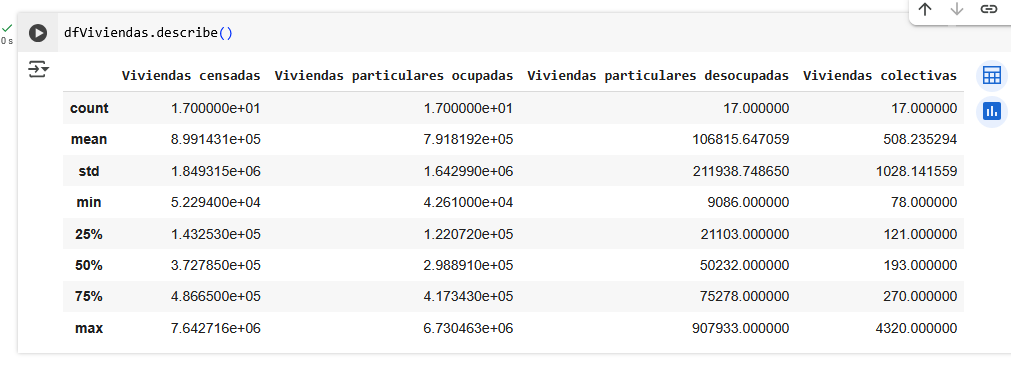 dfViviendas.describe()
0 s
Viviendas censadas Viviendas particulares ocupadas Viviendas particulares desocupadas Viviendas colectivas
count 1.700000e+01 1.700000e+01 17.000000 17.000000
mean 8.991431e+05 7.918192e+05 106815.647059 508.235294
std 1.849315e+06 1.642990e+06 211938.748650 1028.141559
min 5.229400e+04 4.261000e+04 9086.000000 78.000000
25% 1.432530e+05 1.220720e+05 21103.000000 121.000000
50% 3.727850e+05 2.988910e+05 50232.000000 193.000000
75% 4.866500e+05 4.173430e+05 75278.000000 270.000000
max 7.642716e+06 6.730463e+06 907933.000000 4320.000000